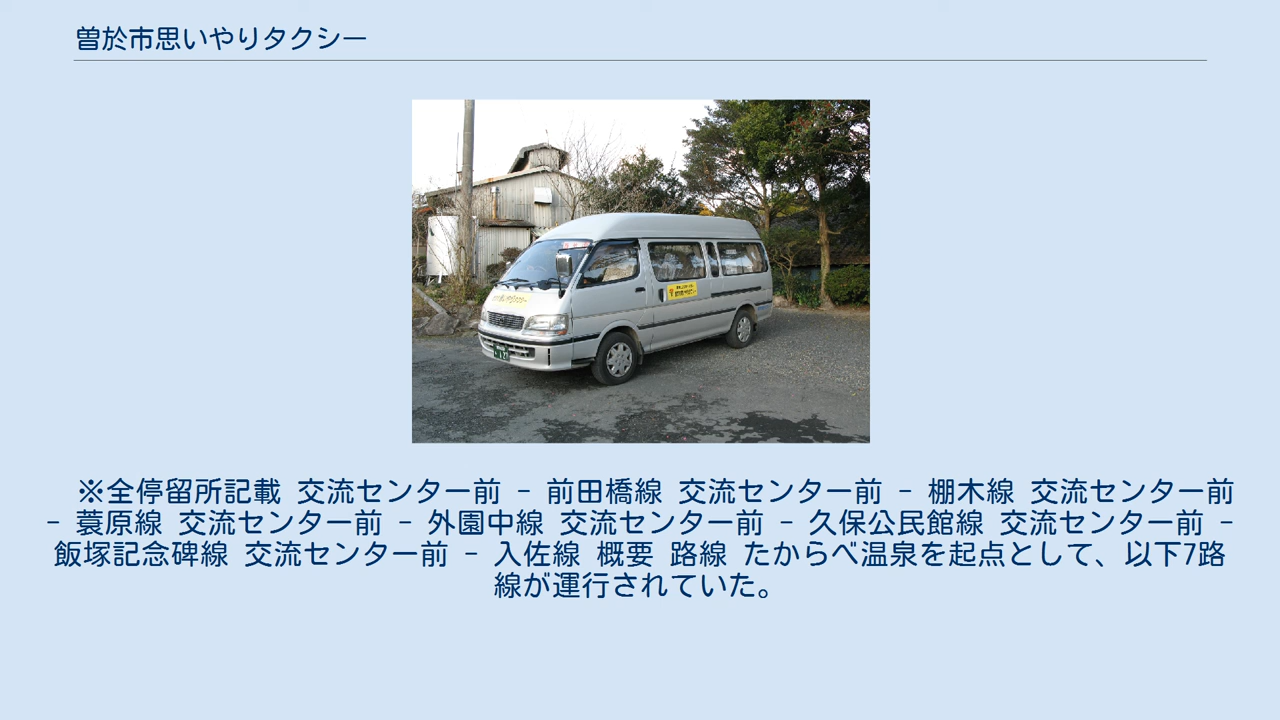 曽於市思いやりタクシー
※全停留所記載 交流センター前 - 前田橋線 交流センター前 - 棚木線 交流センター前
- 蓑原線 交流センター前 - 外園中線 交流センター前 - 久保公民館線 交流センター前 -
飯塚記念碑線 交流センター前 - 入佐線 概要 路線 たからべ温泉を起点として、以下7路
線が運行されていた。